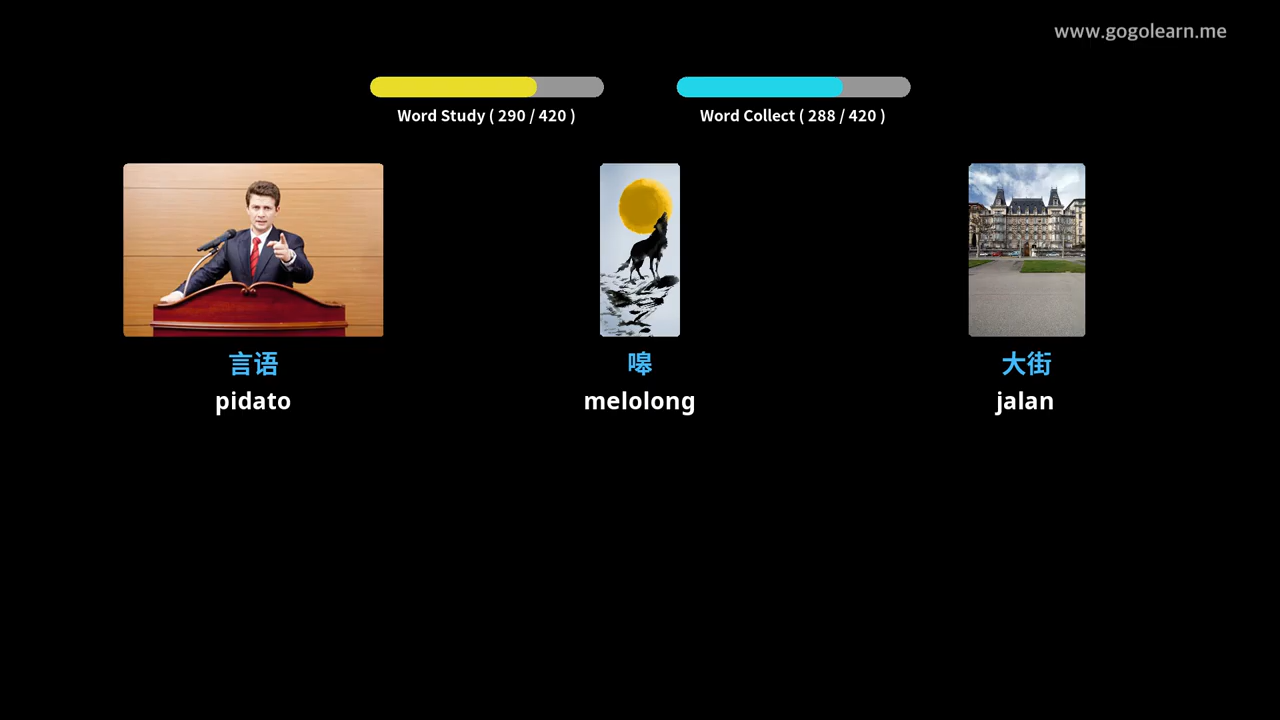 www.gogolearn.me
Word Study ( 290 / 420 )
Word Collect ( 288 / 420 )
言语
嗥
大街
pidato
melolong
jalan